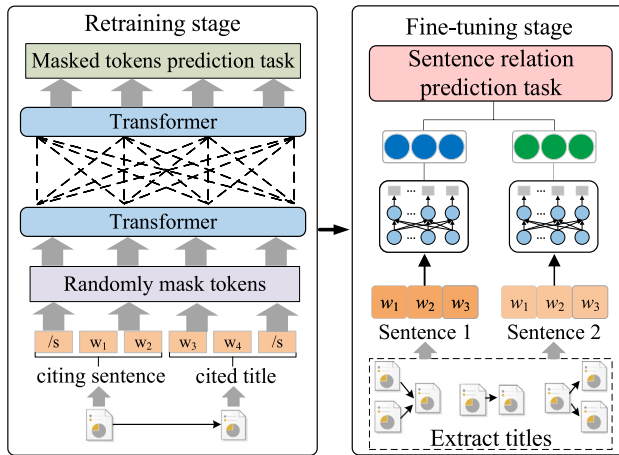 Retraining stage
Masked tokens prediction task
Transformer
Transformer
Randomly mask tokens
/s w1 w2 w3 w4 /s
citing sentence cited title
Fine-tuning stage
Sentence relation
prediction task
... ...
... ...
... ...
w1 w2 w3 w1 w2 w3
Sentence 1 Sentence 2
Extract titles